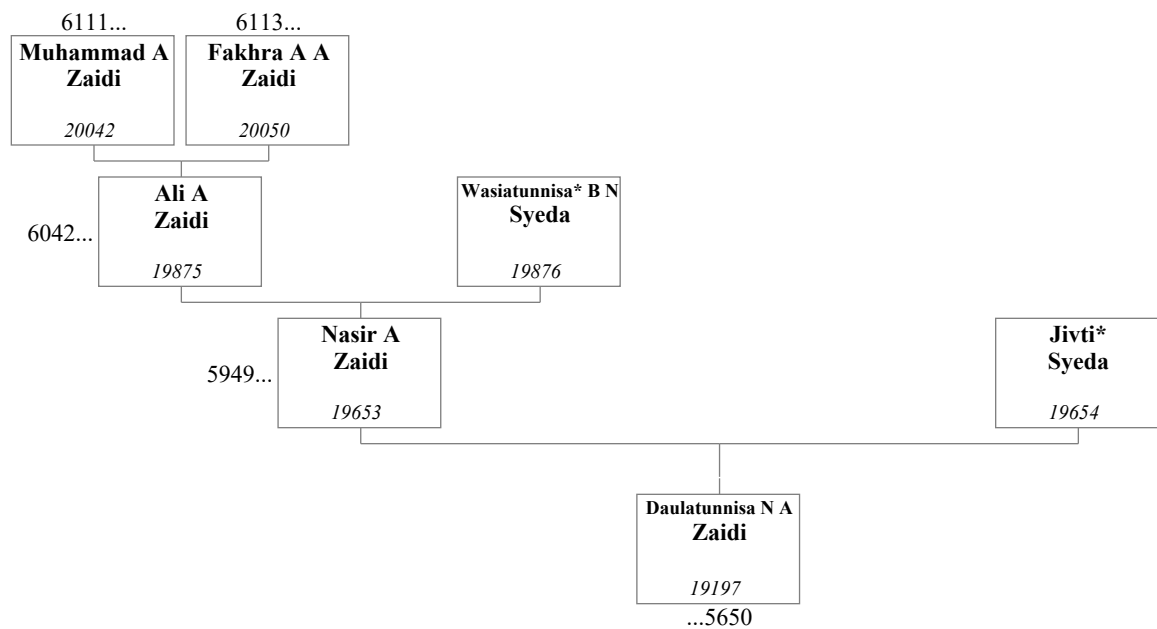 6111...
6113...
Muhammad A
Zaidi
20042
Fakhra A A
Zaidi
20050
6042...
Ali A
Zaidi
19875
Wasiatunnisa* B N
Syeda
19876
5949...
Nasir A
Zaidi
19653
Jivti*
Syeda
19654
Daulatunnisa N A
Zaidi
19197
...5650